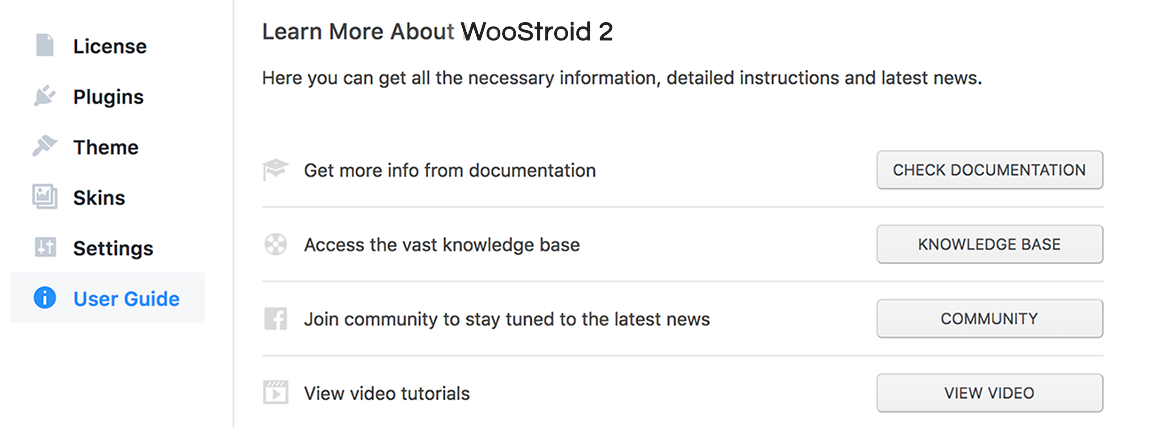 License
Plugins
Theme
Skins
Settings
User Guide
Learn More About WooStroid 2
Here you can get all the necessary information, detailed instructions and latest news.
Get more info from documentation
CHECK DOCUMENTATION
Access the vast knowledge base
KNOWLEDGE BASE
Join community to stay tuned to the latest news
COMMUNITY
View video tutorials
VIEW VIDEO